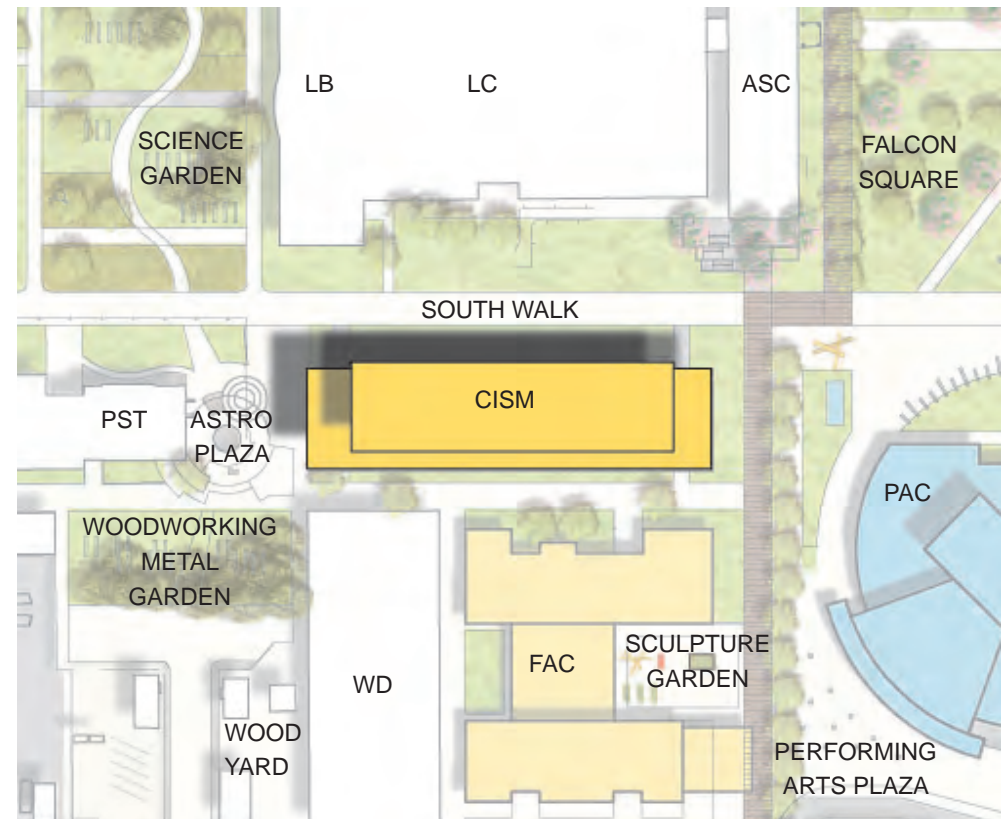 LB
LC
ASC
SCIENCE
GARDEN
FALCON
SQUARE
SOUTH WALK
CISM
PST
ASTRO
PLAZA
PAC
WOODWORKING
METAL
GARDEN
SCULPTURE
GARDEN
FAC
WD
WOOD
YARD
PERFORMING
ARTS PLAZA